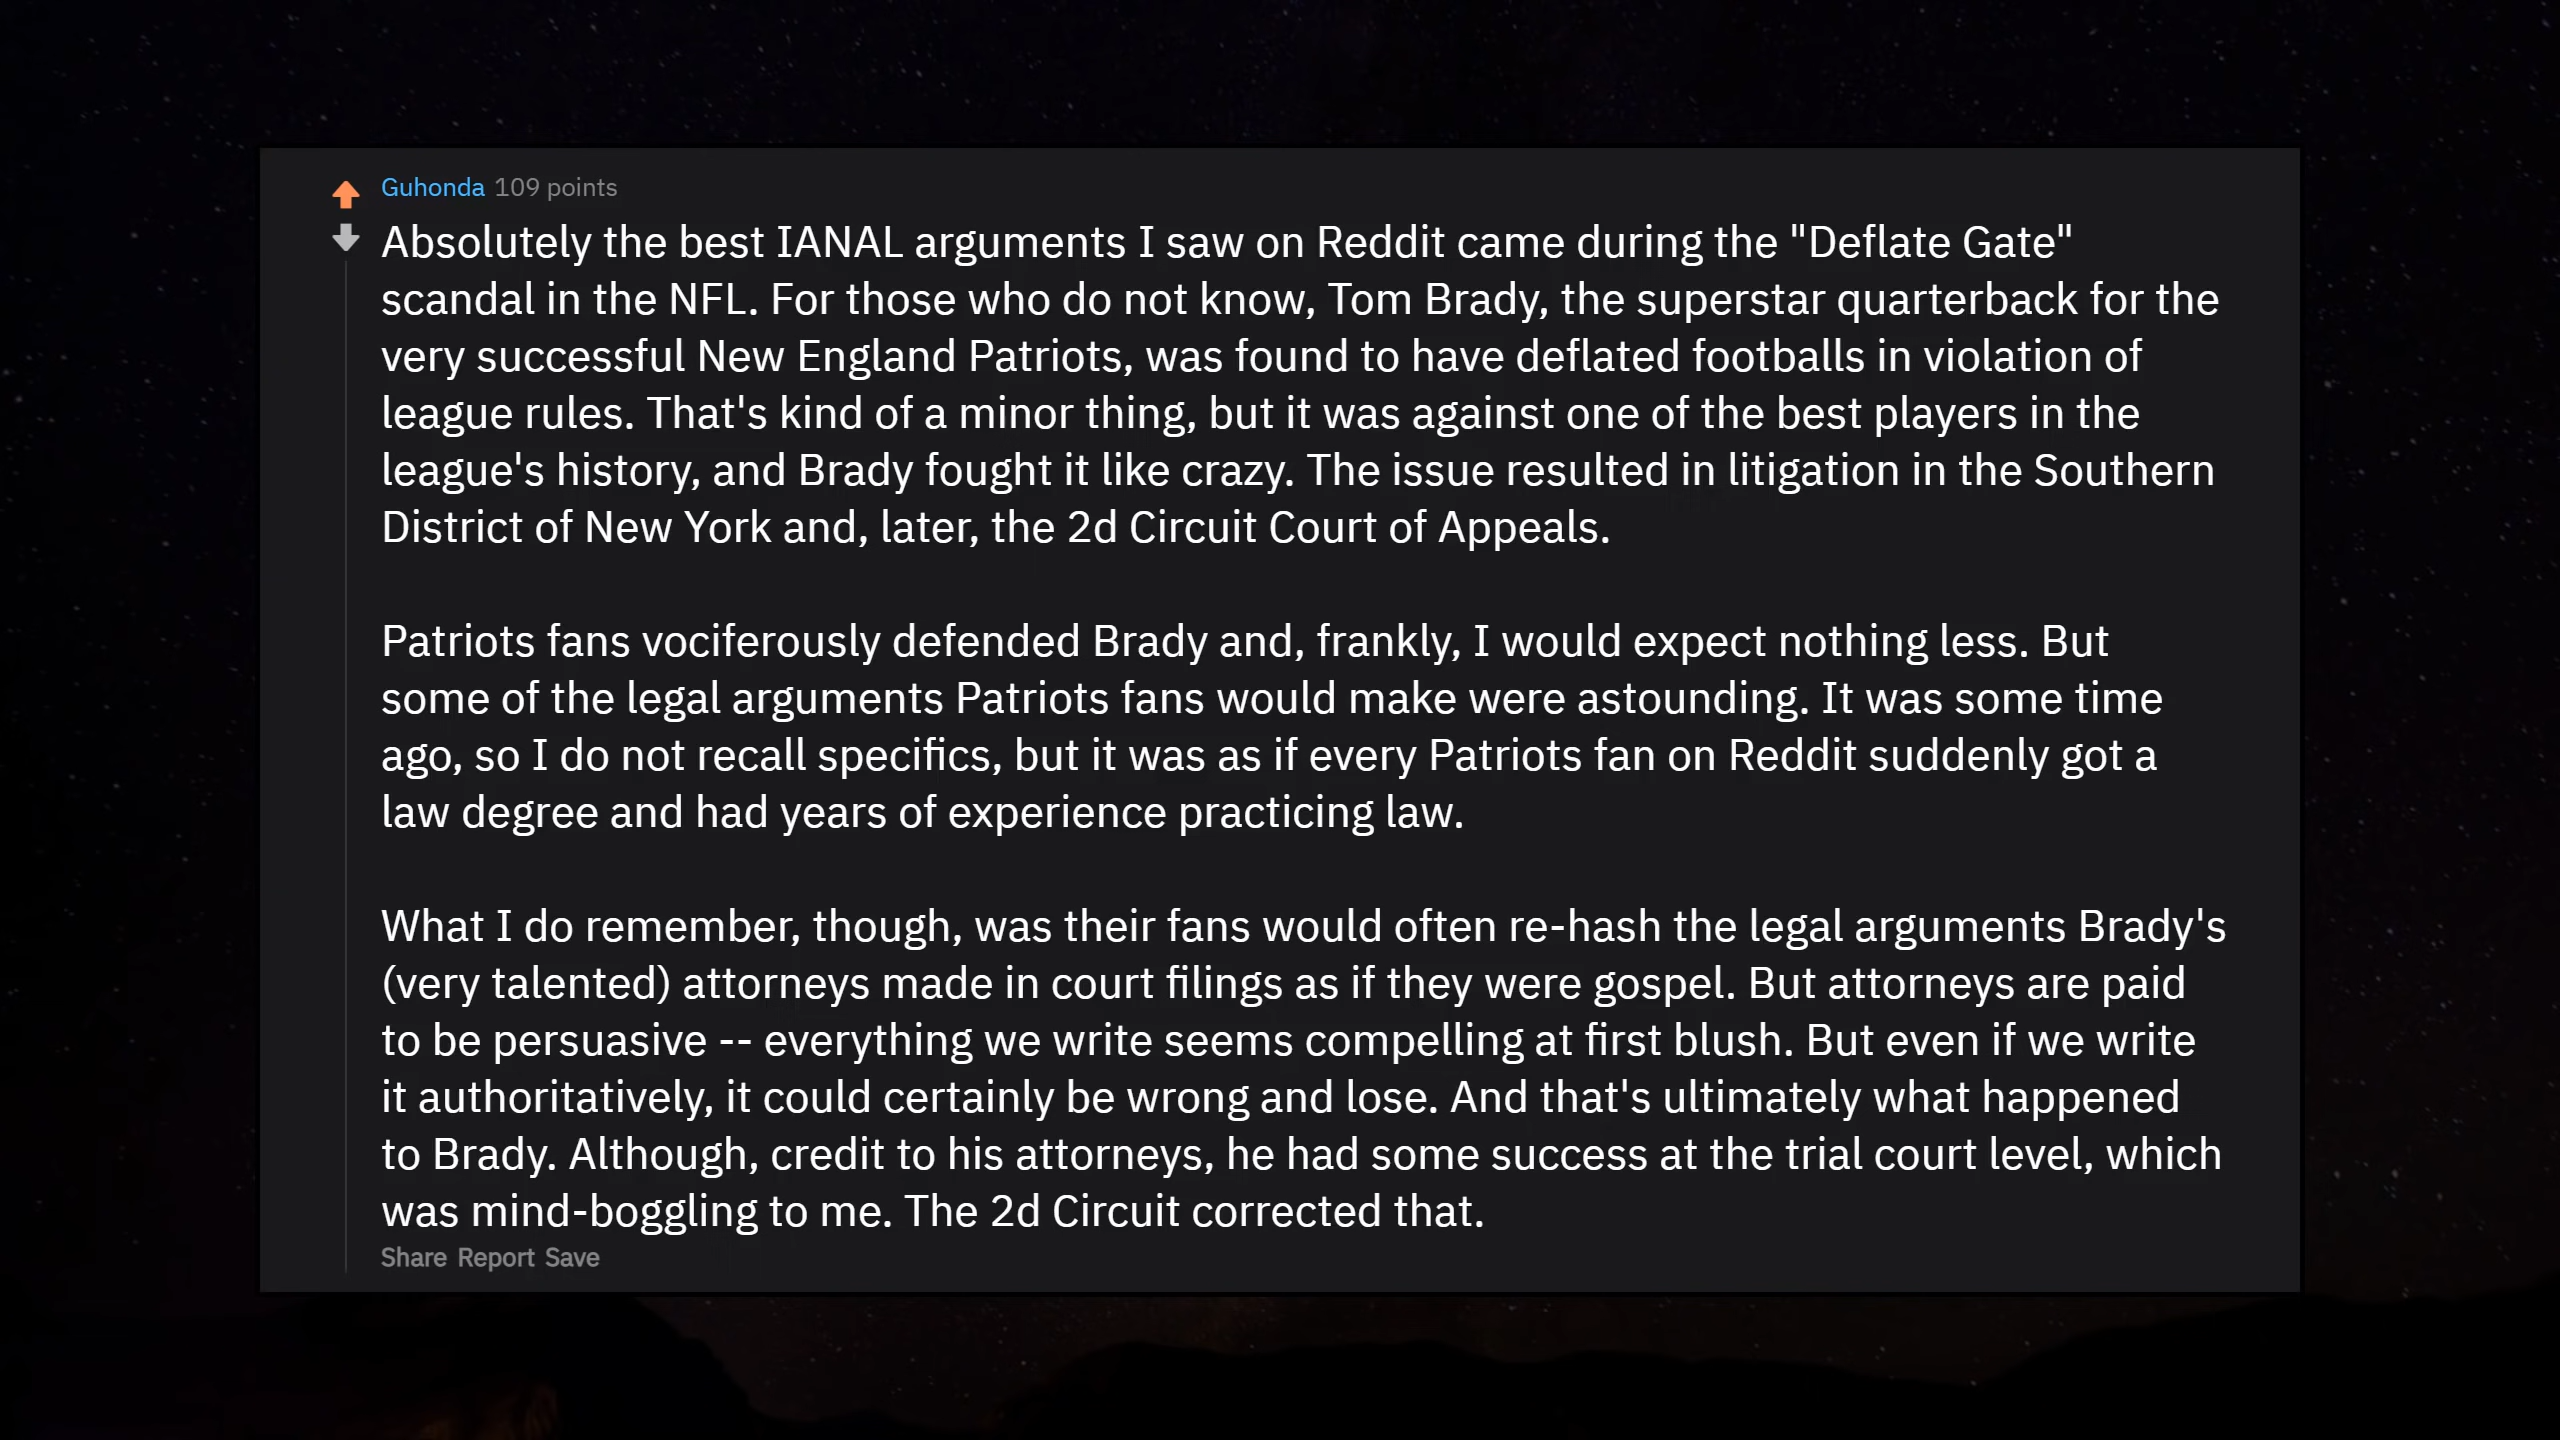 Guhonda 109 points
Absolutely the best IANAL arguments I saw on Reddit came during the "Deflate Gate"
scandal in the NFL. For those who do not know, Tom Brady, the superstar quarterback for the
very successful New England Patriots, was found to have deflated footballs in violation of
league rules. That's kind of a minor thing, but it was against one of the best players in the
league's history, and Brady fought it like crazy. The issue resulted in litigation in the Southern
District of New York and, later, the 2d Circuit Court of Appeals.
Patriots fans vociferously defended Brady and, frankly, I would expect nothing less. But
some of the legal arguments Patriots fans would make were astounding. It was some time
ago, so I do not recall specifics, but it was as if every Patriots fan on Reddit suddenly got a
law degree and had years of experience practicing law.
What I do remember, though, was their fans would often re-hash the legal arguments Brady's
(very talented) attorneys made in court filings as if they were gospel. But attorneys are paid
to be persuasive -- everything we write seems compelling at first blush. But even if we write
it authoritatively, it could certainly be wrong and lose. And that's ultimately what happened
to Brady. Although, credit to his attorneys, he had some success at the trial court level, which
was mind-boggling to me. The 2d Circuit corrected that.
Share Report Save